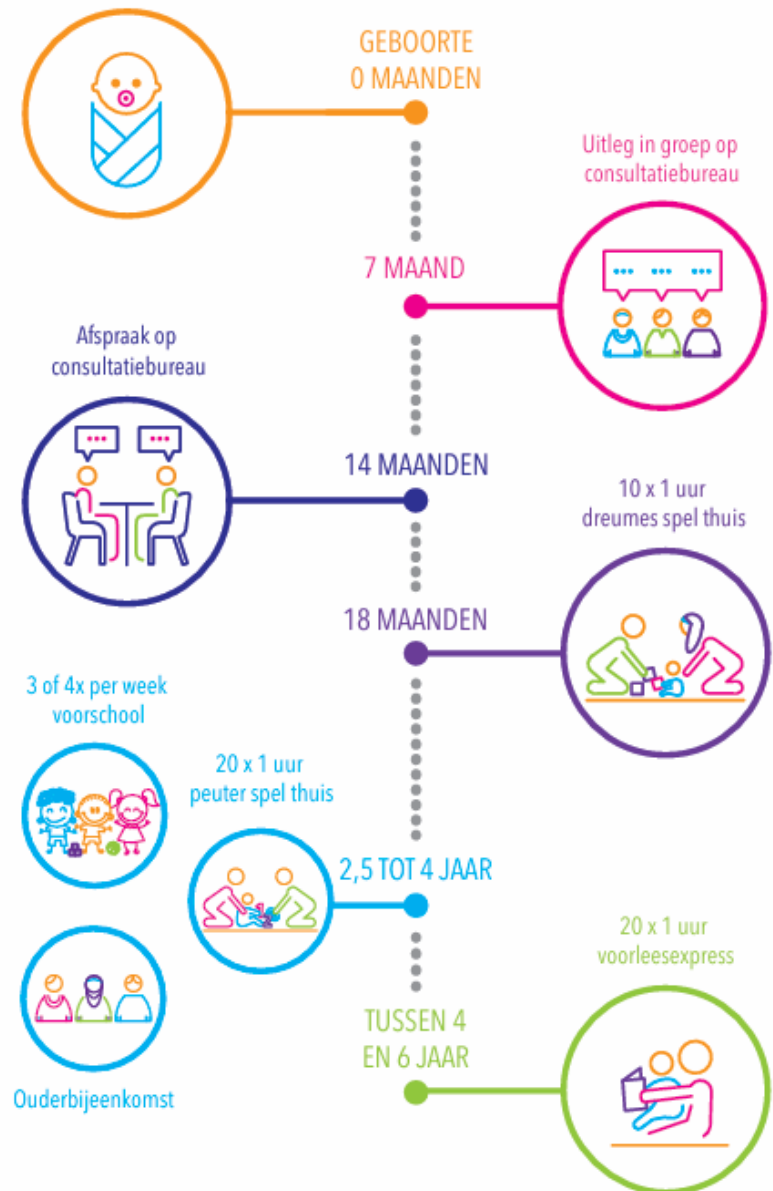 GEBOORTE
0 MAANDEN
Uitleg in groep op
consultatiebureau
7 MAAND
Afspraak op
consultatiebureau
14 MAANDEN
10 x 1 uur
dreumes spel thuis
18 MAANDEN
3 of 4x per week
voorschool
20 x 1 uur
peuter spel thuis
2,5 TOT 4 JAAR
20 x 1 uur
voorleesexpress
TUSSEN 4
EN 6 JAAR
Ouderbijeenkomst